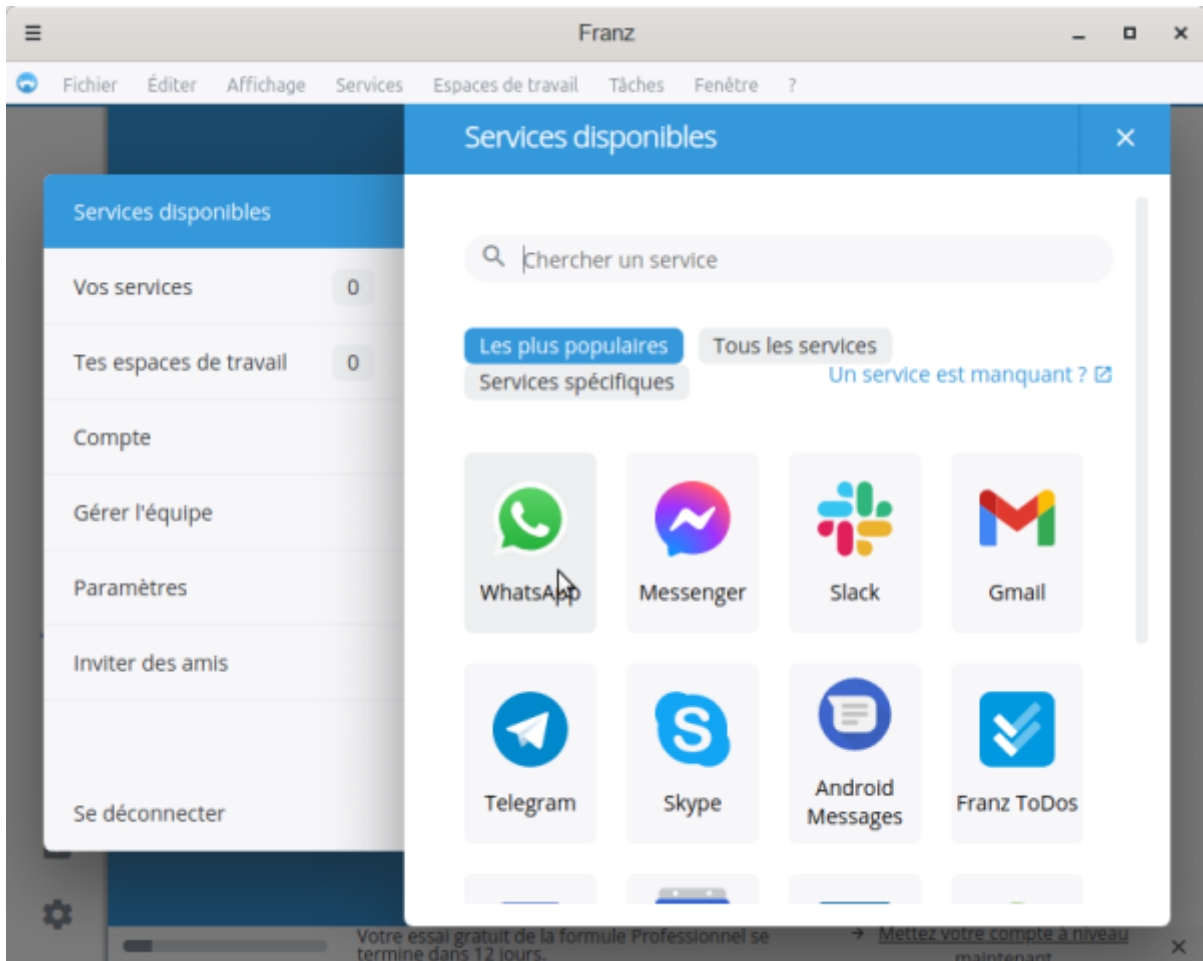 Franz
Fichier Éditer Affichage Services Espaces de travail Tâches Fenêtre ?
Services disponibles
Services disponibles
Vos services 0
Tes espaces de travail 0
Compte
Gérer l'équipe
Paramètres
Inviter des amis
Se déconnecter
Chercher un service
Les plus populaires Tous les services
Services spécifiques
Un service est manquant ?
WhatsApp Messenger Slack Gmail
Telegram Skype Android Messages Franz ToDos
Votre essai gratuit de la formule Professionnel se
termine dans 12 jours.
Mettez votre compte à niveau
maintenant